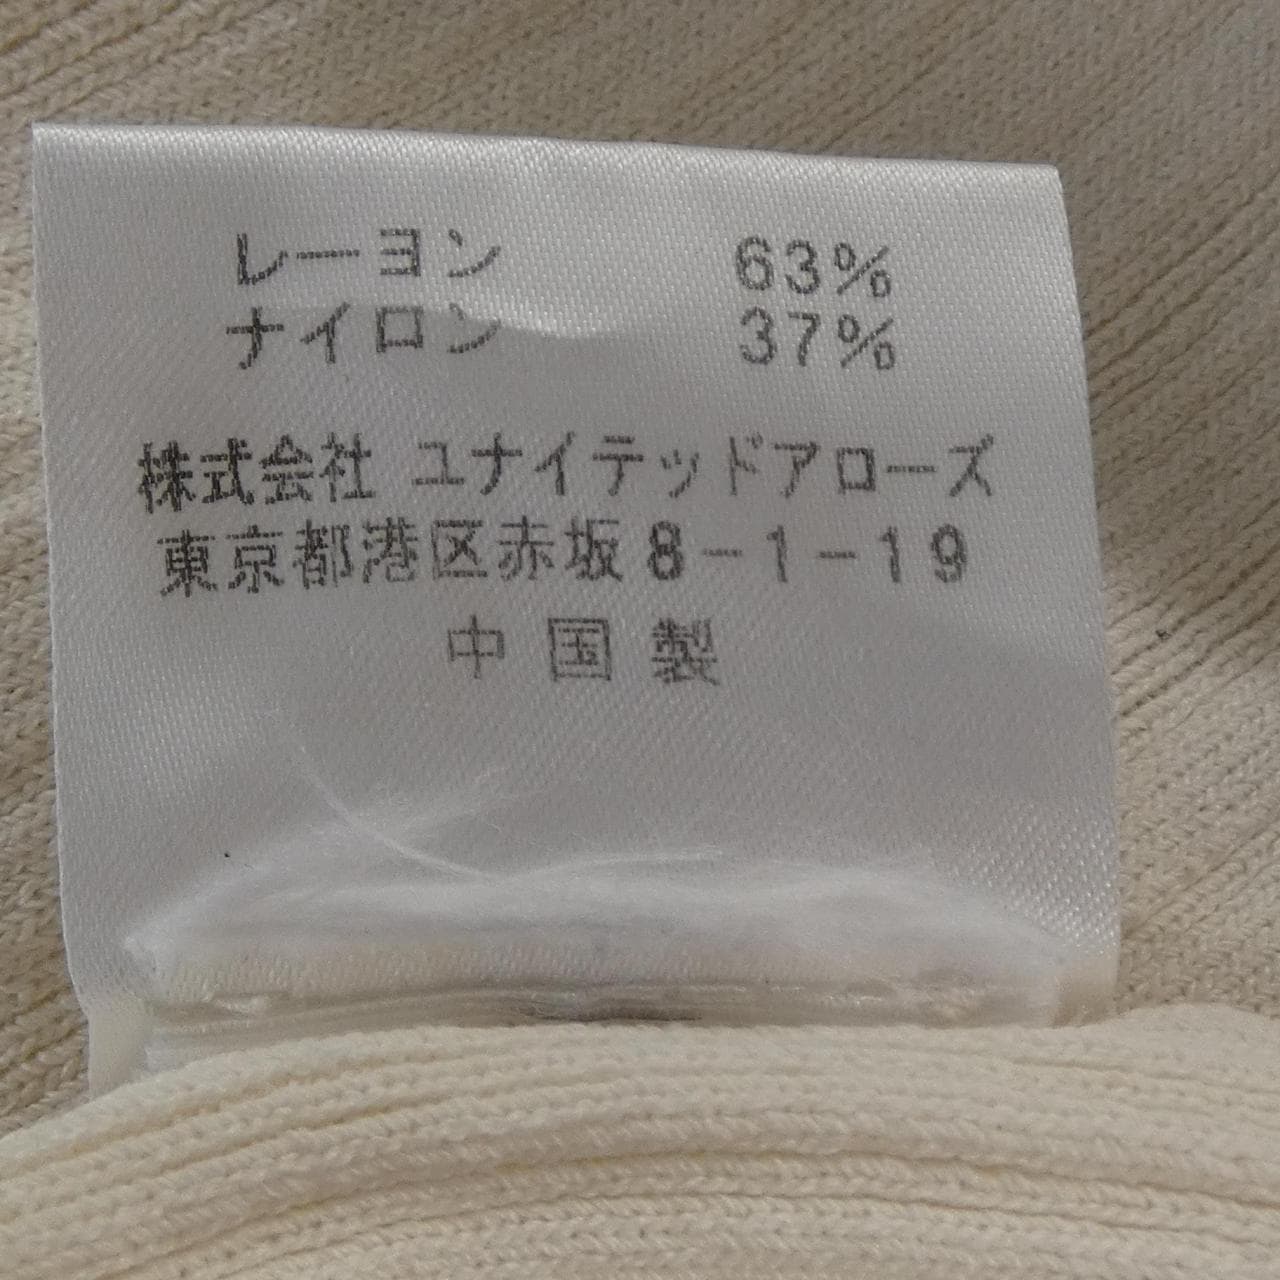 レーヨン 63%
ナイロン 37%
株式会社 ユナイテッドアローズ
東京都港区赤坂8-1-19
中国製